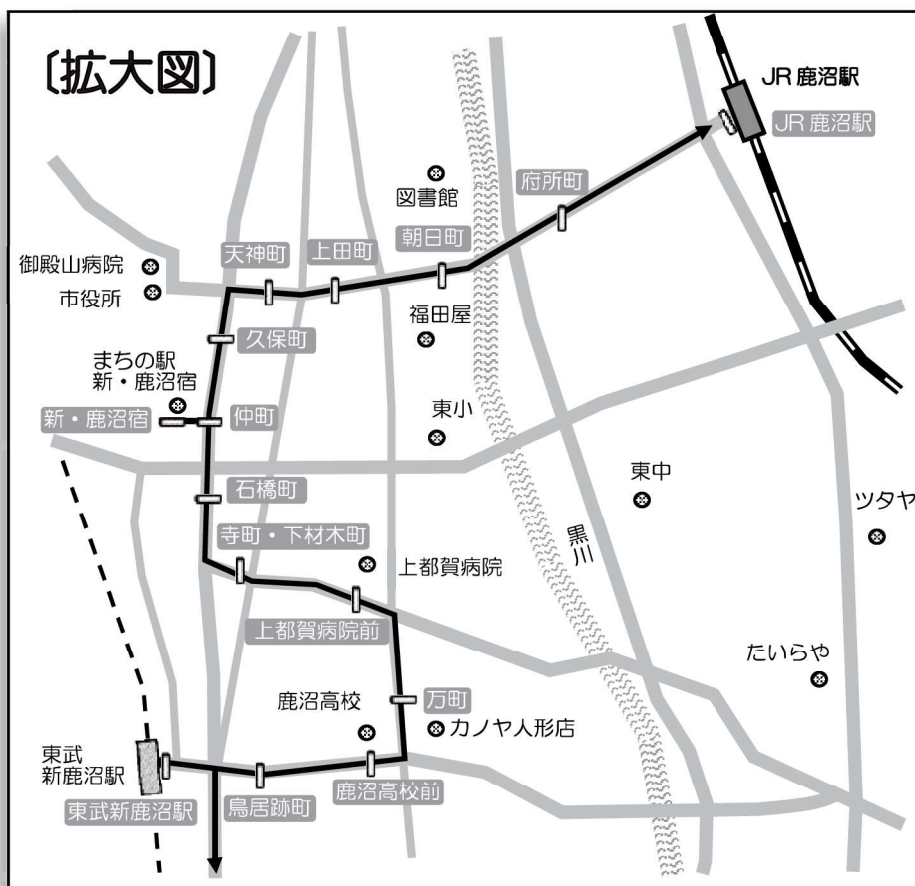 〔拡大図〕
JR 鹿沼駅
JR 鹿沼駅
図書館
府所町
朝日町
上田町
天神町
御殿山病院
市役所
福田屋
久保町
まちの駅
新・鹿沼宿
新・鹿沼宿
仲町
東小
石橋町
東中
ツタヤ
寺町・下材木町
黒川
上都賀病院
上都賀病院前
たいらや
鹿沼高校
万町
カノヤ人形店
東武
新鹿沼駅
東武新鹿沼駅
鳥居跡町
鹿沼高校前